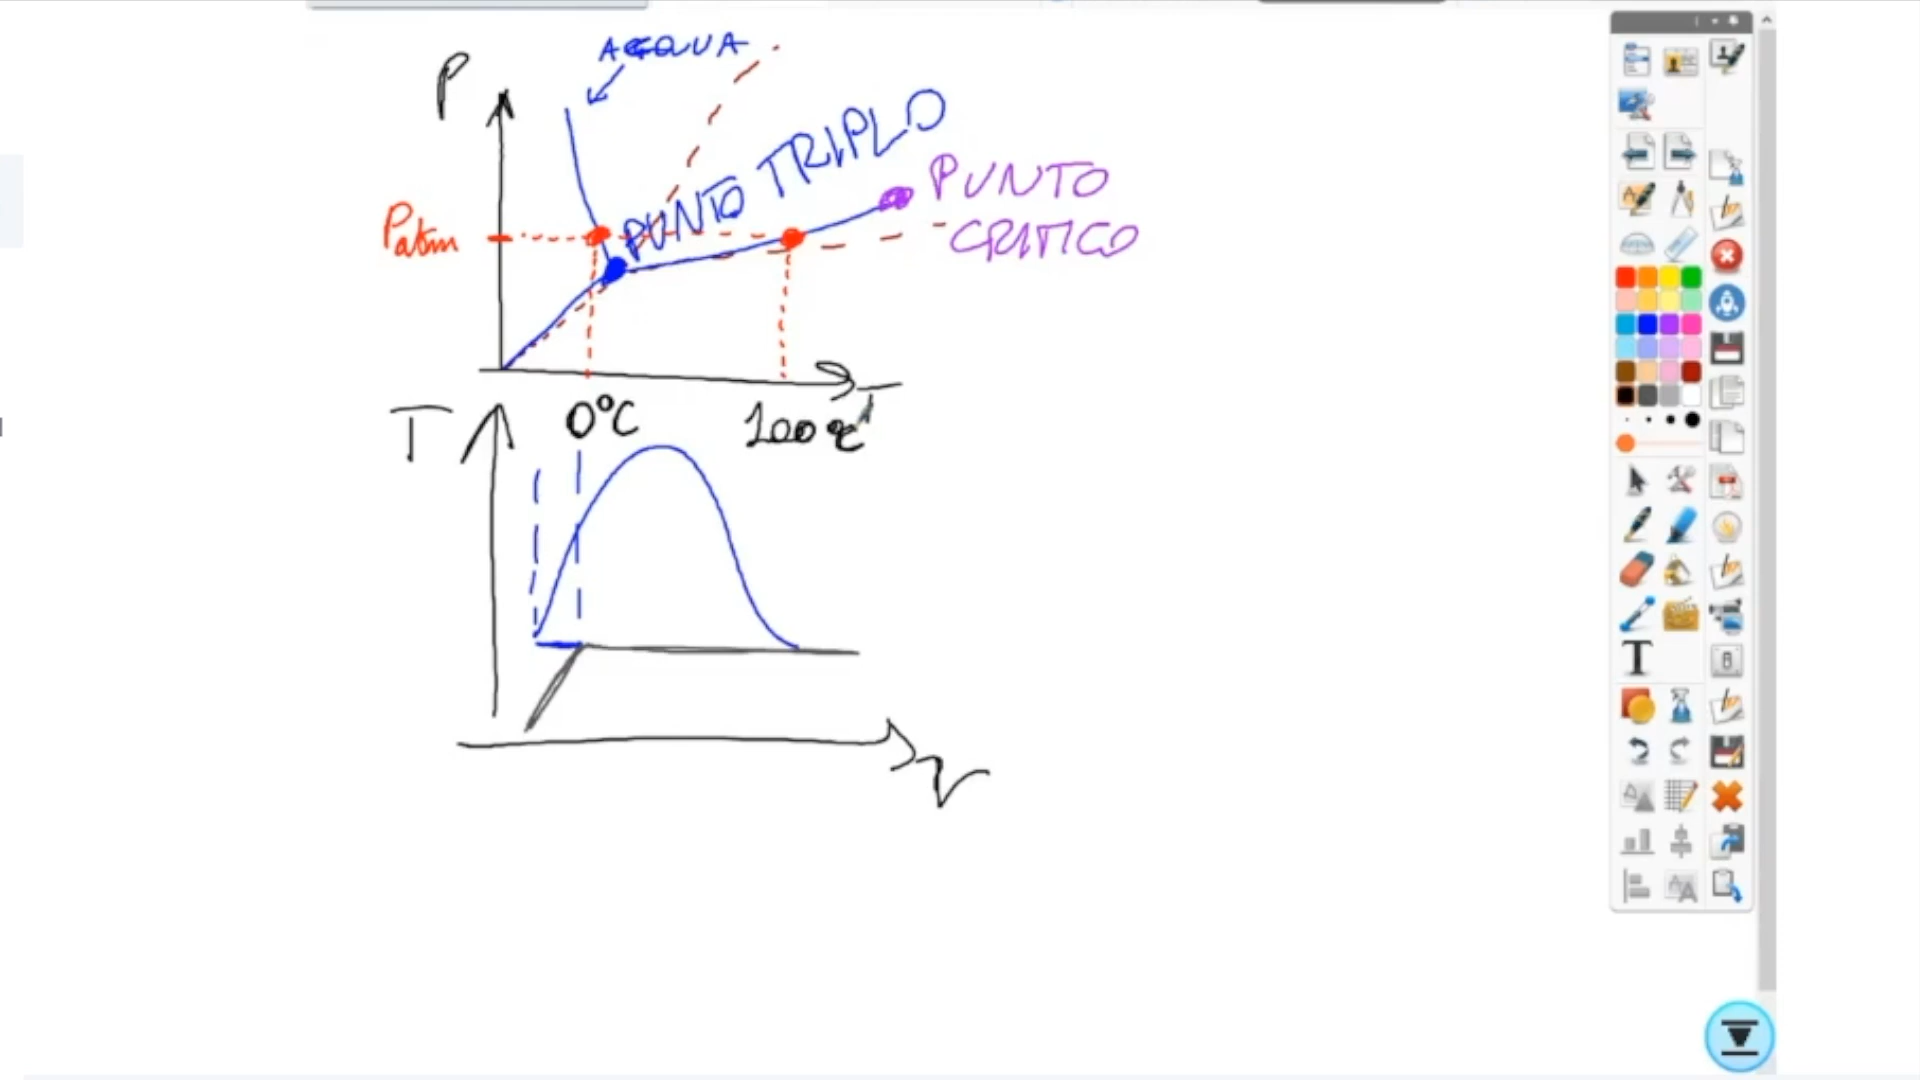 ACQUA
P
PUNTO TRIPLO
PUNTO
CRITICO
Patm
T
0°C
100°C
T
v